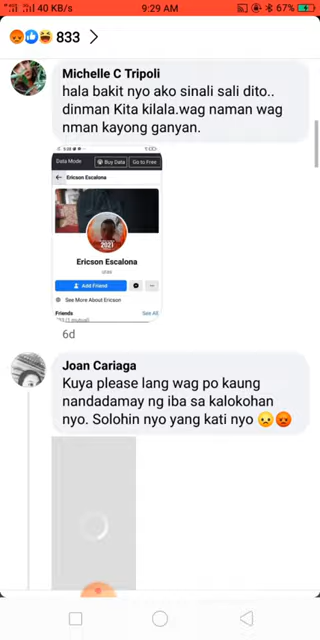 40 KB/s
9:29 AM
67%
833
Michelle C Tripoli
hala bakit nyo ako sinali sali dito..
dinman Kita kilala.wag naman wag
nman kayong ganyan.
Data Mode
Buy Data
Go to Free
Ericson Escalona
2021
Ericson Escalona
Add Friend
See More About Ericson
Friends
See All
6d
Joan Cariaga
Kuya please lang wag po kaung
nandadamay ng iba sa kalokohan
nyo. Solohin nyo yang kati nyo 😠😡